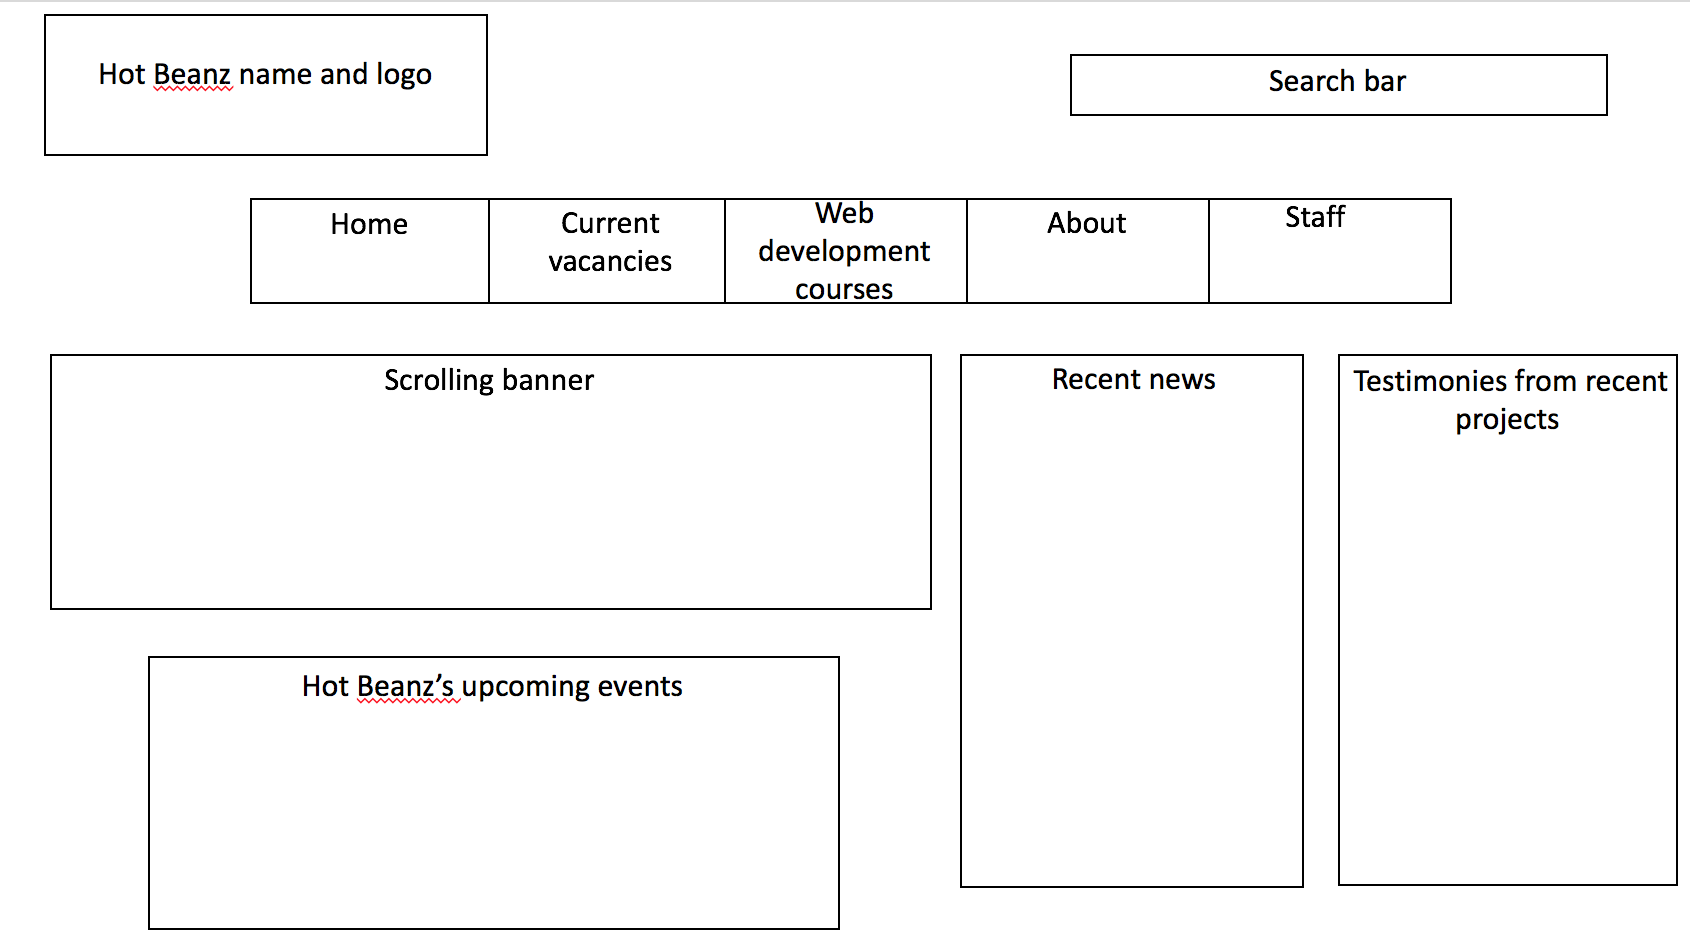 Hot Beanz name and logo
Search bar
Home
Current
vacancies
Web
development
courses
About
Staff
Scrolling banner
Recent news
Testimonies from recent
projects
Hot Beanz’s upcoming events